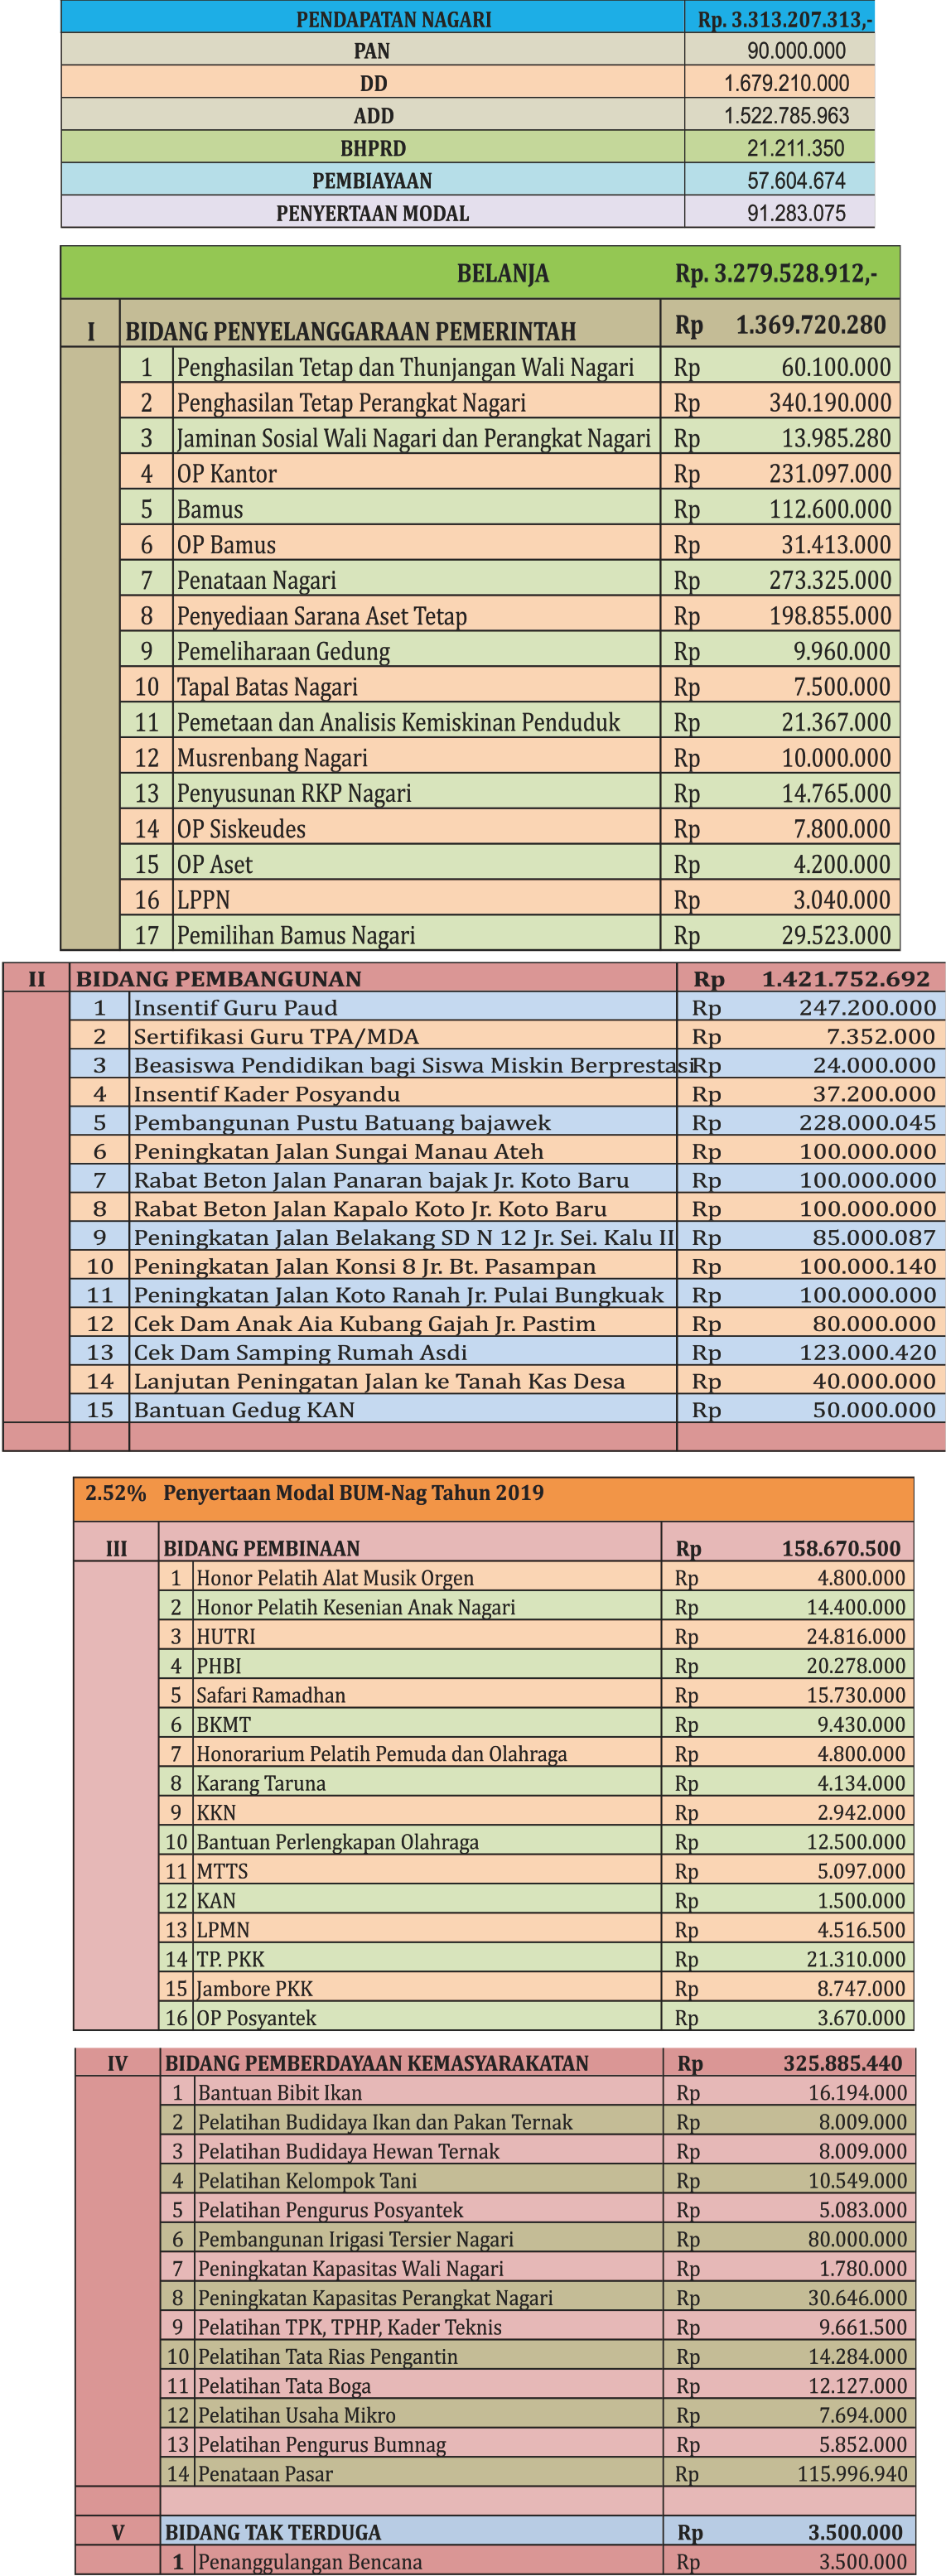 PENDAPATAN NAGARI Rp. 3.313.207.313,-
PAN 90.000.000
DD 1.679.210.000
ADD 1.522.785.963
BHPRD 21.211.350
PEMBIAYAAN 57.604.674
PENYERTAAN MODAL 91.283.075
BELANJA Rp. 3.279.528.912,-
I BIDANG PENYELANGGARAAN PEMERINTAH Rp 1.369.720.280
1 Penghasilan Tetap dan Thunjangan Wali Nagari Rp 60.100.000
2 Penghasilan Tetap Perangkat Nagari Rp 340.190.000
3 Jaminan Sosial Wali Nagari dan Perangkat Nagari Rp 13.985.280
4 OP Kantor Rp 231.097.000
5 Bamus Rp 112.600.000
6 OP Bamus Rp 31.413.000
7 Penataan Nagari Rp 273.325.000
8 Penyediaan Sarana Aset Tetap Rp 198.855.000
9 Pemeliharaan Gedung Rp 9.960.000
10 Tapal Batas Nagari Rp 7.500.000
11 Pemetaan dan Analisis Kemiskinan Penduduk Rp 21.367.000
12 Musrenbang Nagari Rp 10.000.000
13 Penyusunan RKP Nagari Rp 14.765.000
14 OP Siskeudes Rp 7.800.000
15 OP Aset Rp 4.200.000
16 LPPN Rp 3.040.000
17 Pemilihan Bamus Nagari Rp 29.523.000
II BIDANG PEMBANGUNAN Rp 1.421.752.692
1 Insentif Guru Paud Rp 247.200.000
2 Sertifikasi Guru TPA/MDA Rp 7.352.000
3 Beasiswa Pendidikan bagi Siswa Miskin Berprestasi Rp 24.000.000
4 Insentif Kader Posyandu Rp 37.200.000
5 Pembangunan Pustu Batuang bajawek Rp 228.000.045
6 Peningkatan Jalan Sungai Manau Ateh Rp 100.000.000
7 Rabat Beton Jalan Panaran bajak Jr. Koto Baru Rp 100.000.000
8 Rabat Beton Jalan Kapalo Koto Jr. Koto Baru Rp 100.000.000
9 Peningkatan Jalan Belakang SD N 12 Jr. Sei. Kalu II Rp 85.000.087
10 Peningkatan Jalan Konsi 8 Jr. Bt. Pasampan Rp 100.000.140
11 Peningkatan Jalan Koto Ranah Jr. Pulai Bungkuak Rp 100.000.000
12 Cek Dam Anak Aia Kubang Gajah Jr. Pastim Rp 80.000.000
13 Cek Dam Samping Rumah Asdi Rp 123.000.420
14 Lanjutan Peningatan Jalan ke Tanah Kas Desa Rp 40.000.000
15 Bantuan Gedug KAN Rp 50.000.000
2.52% Penyertaan Modal BUM-Nag Tahun 2019
III BIDANG PEMBINAAN Rp 158.670.500
1 Honor Pelatih Alat Musik Orgen Rp 4.800.000
2 Honor Pelatih Kesenian Anak Nagari Rp 14.400.000
3 HUTRI Rp 24.816.000
4 PHBI Rp 20.278.000
5 Safari Ramadhan Rp 15.730.000
6 BKMT Rp 9.430.000
7 Honorarium Pelatih Pemuda dan Olahraga Rp 4.800.000
8 Karang Taruna Rp 4.134.000
9 KKN Rp 2.942.000
10 Bantuan Perlengkapan Olahraga Rp 12.500.000
11 MTTS Rp 5.097.000
12 KAN Rp 1.500.000
13 LPMN Rp 4.516.500
14 TP. PKK Rp 21.310.000
15 Jambore PKK Rp 8.747.000
16 OP Posyantek Rp 3.670.000
IV BIDANG PEMBERDAYAAN KEMASYARAKATAN Rp 325.885.440
1 Bantuan Bibit Ikan Rp 16.194.000
2 Pelatihan Budidaya Ikan dan Pakan Ternak Rp 8.009.000
3 Pelatihan Budidaya Hewan Ternak Rp 8.009.000
4 Pelatihan Kelompok Tani Rp 10.549.000
5 Pelatihan Pengurus Posyantek Rp 5.083.000
6 Pembangunan Irigasi Tersier Nagari Rp 80.000.000
7 Peningkatan Kapasitas Wali Nagari Rp 1.780.000
8 Peningkatan Kapasitas Perangkat Nagari Rp 30.646.000
9 Pelatihan TPK, TPHP, Kader Teknis Rp 9.661.500
10 Pelatihan Tata Rias Pengantin Rp 14.284.000
11 Pelatihan Tata Boga Rp 12.127.000
12 Pelatihan Usaha Mikro Rp 7.694.000
13 Pelatihan Pengurus Bumnag Rp 5.852.000
14 Penataan Pasar Rp 115.996.940
V BIDANG TAK TERDUGA Rp 3.500.000
1 Penanggulangan Bencana Rp 3.500.000